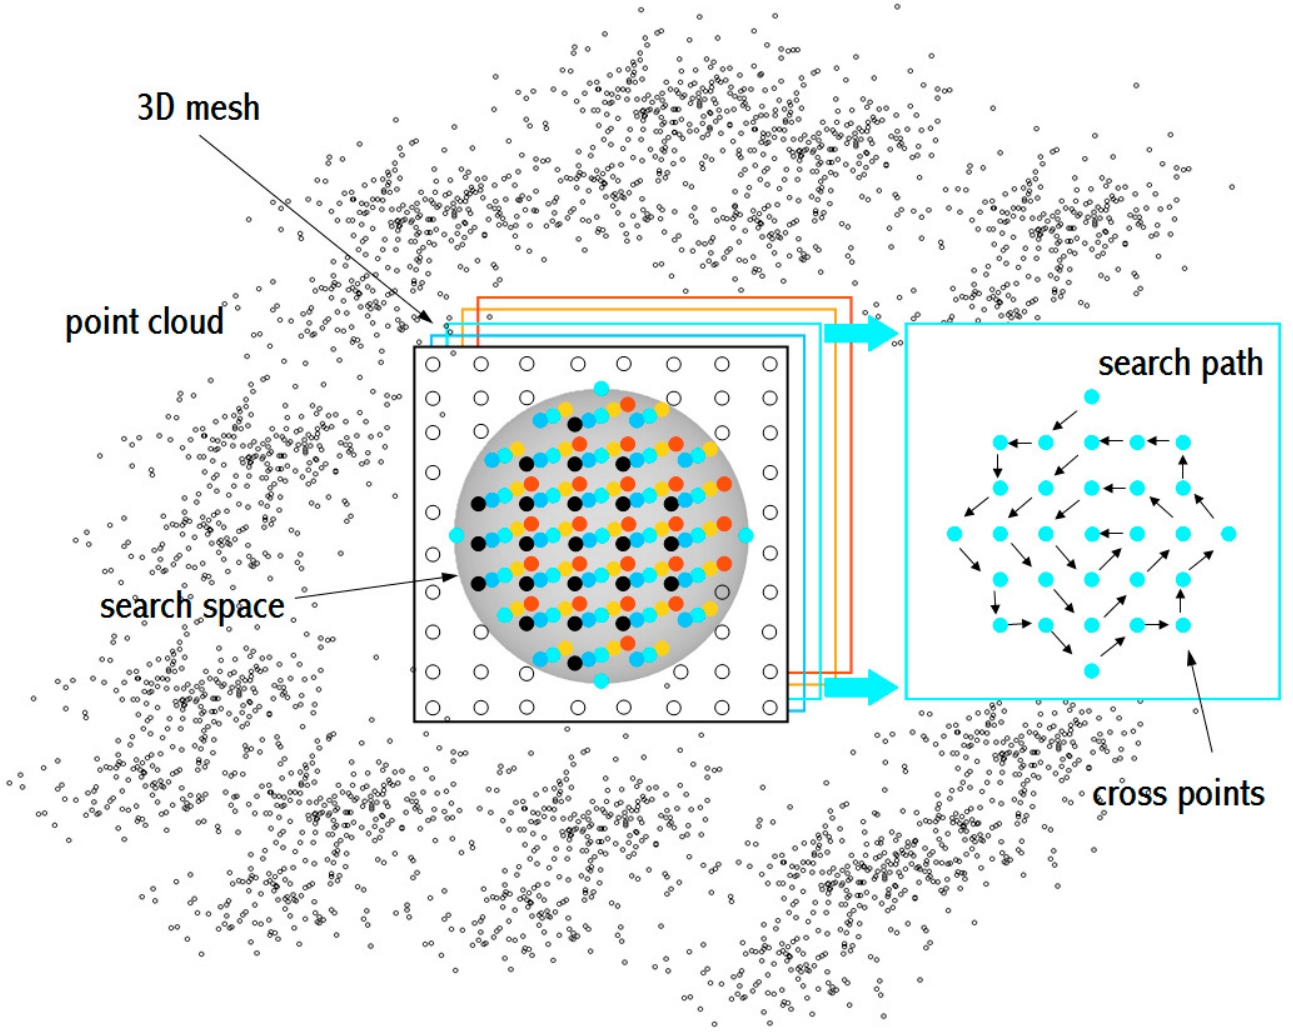 3D mesh
point cloud
search path
search space
cross points